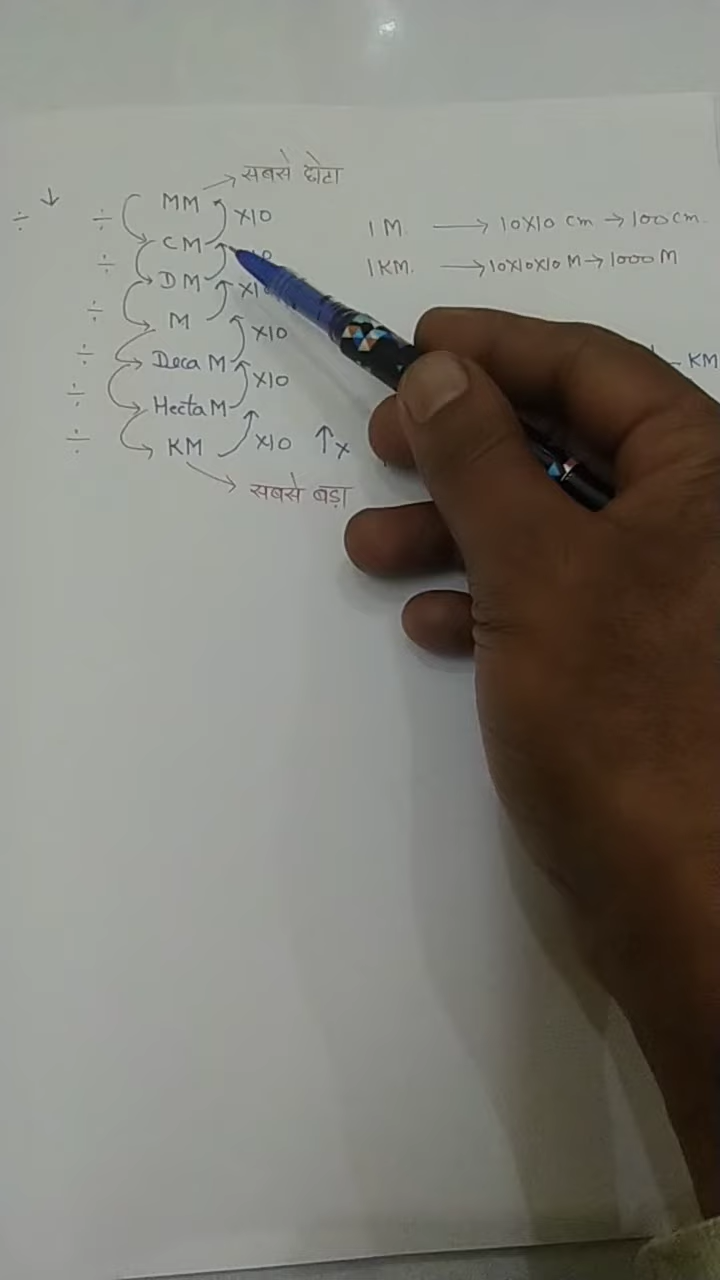 सबसे छोटा
÷ ↓ ÷ MM ×10 1 M. → 10×10 cm → 100 cm.
÷ CM 1 KM. → 10×10×10 M → 1000 M
÷ DM ×10
÷ M ×10
÷ Deca M ×10 KM
÷ Hecta M
KM ×10 ↑×
सबसे बड़ा